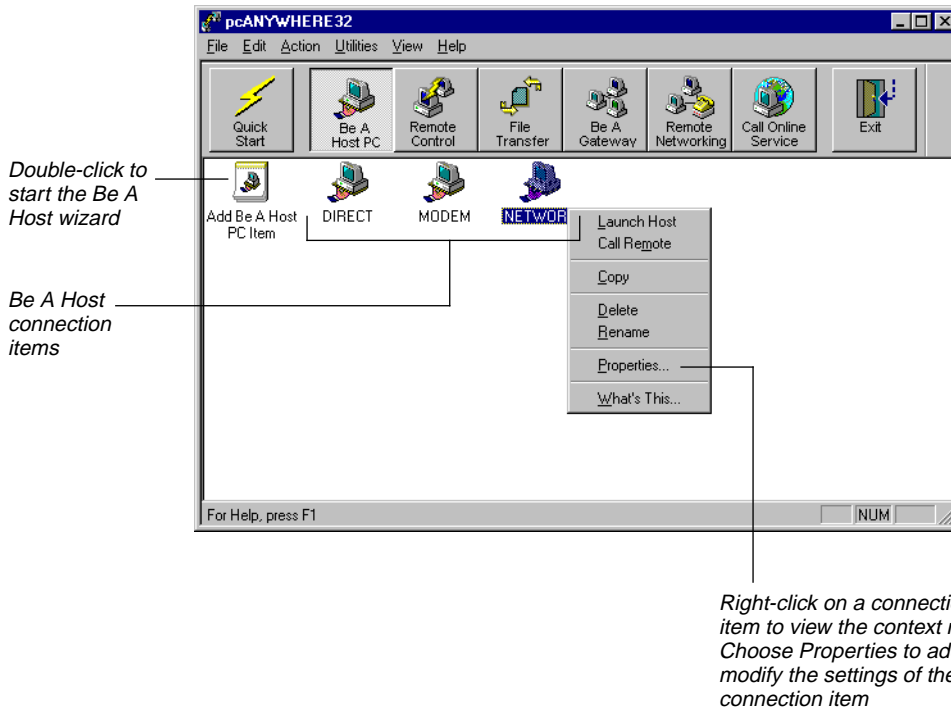 pcANYWHERE32
File Edit Action Utilities View Help
Quick Start
Be A Host PC
Remote Control
File Transfer
Be A Gateway
Remote Networking
Call Online Service
Exit
Double-click to
start the Be A
Host wizard
Add Be A Host
PC Item
DIRECT
MODEM
NETWOR
Launch Host
Call Remote
Copy
Delete
Rename
Properties...
What's This...
Be A Host
connection
items
For Help, press F1
NUM
Right-click on a connecti
item to view the context
Choose Properties to ad
modify the settings of the
connection item